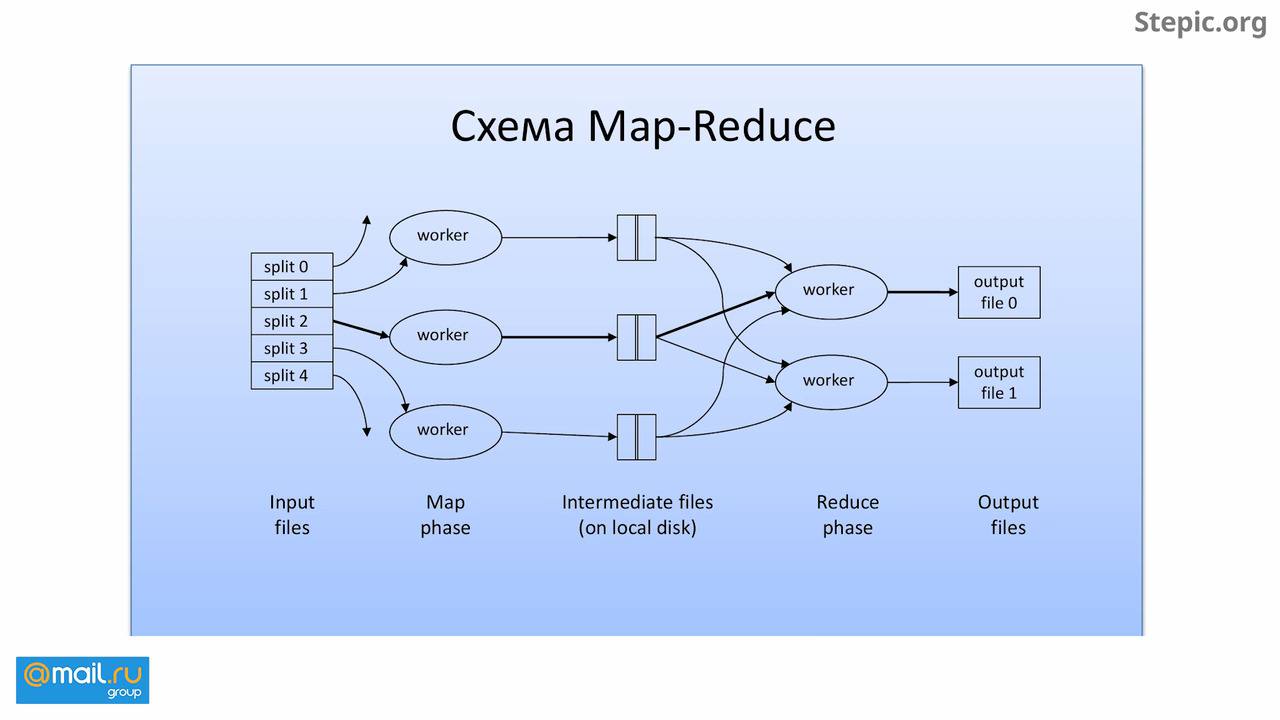 Stepic.org
Схема Map-Reduce
worker
split 0
split 1
split 2
split 3
split 4
worker
worker
worker
worker
output
file 0
output
file 1
Input
files
Map
phase
Intermediate files
(on local disk)
Reduce
phase
Output
files
@mail.ru
group